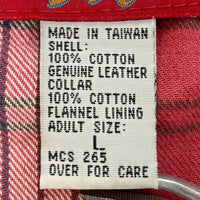 MADE IN TAIWAN
SHELL:
100% COTTON
GENUINE LEATHER
COLLAR
100% COTTON
FLANNEL LINING
ADULT SIZE:
L
MCS 265
OVER FOR CARE